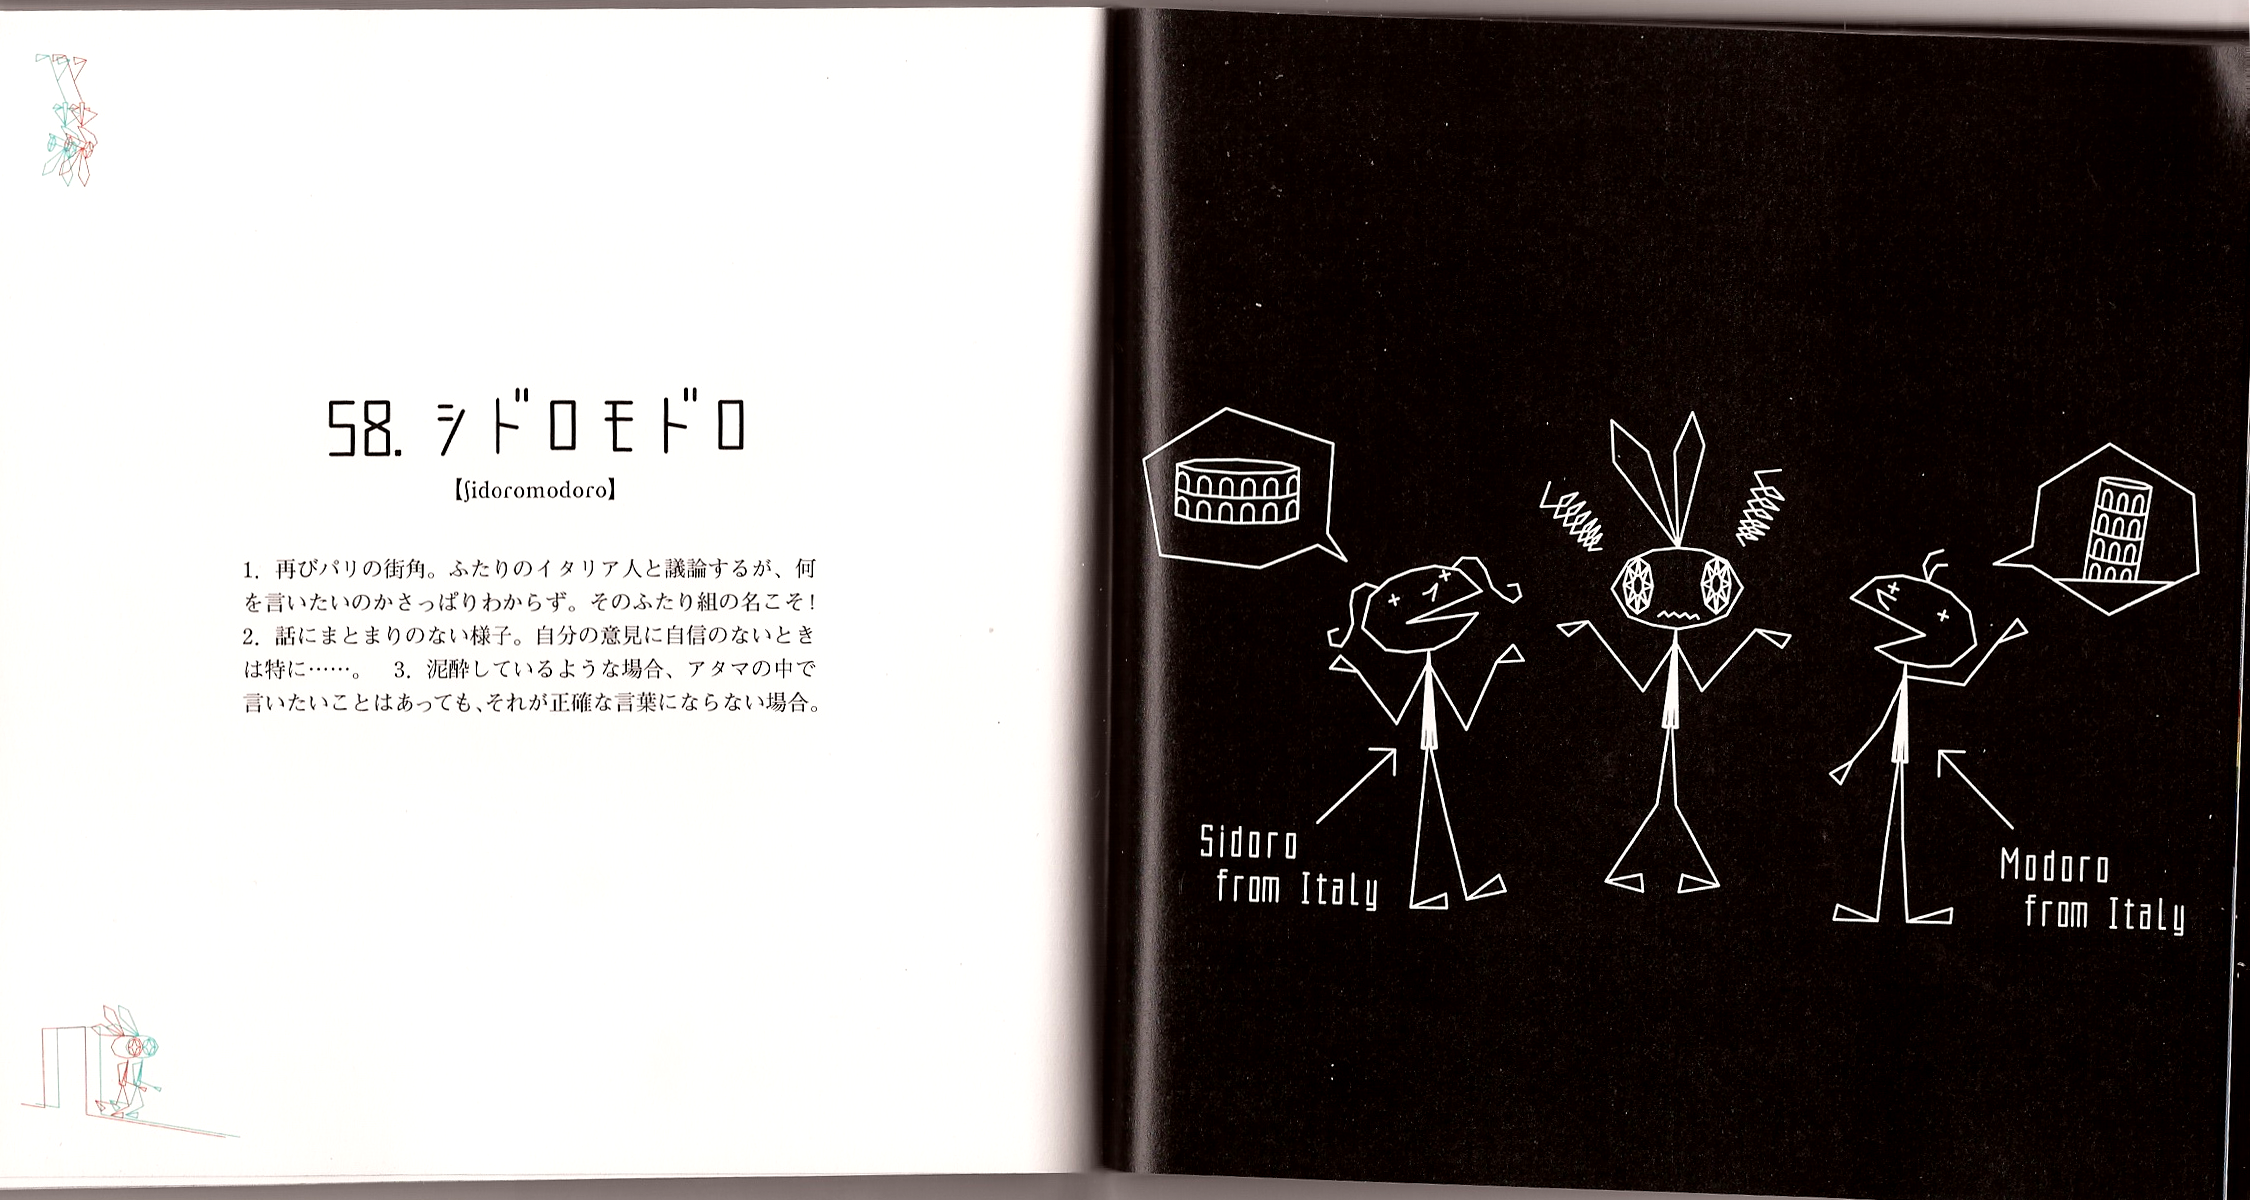 58. シドロモドロ
【ʃidoromodoro】
1. 再びパリの街角。ふたりのイタリア人と議論するが、何
を言いたいのかさっぱりわからず。そのふたり組の名こそ！
2. 話にまとまりのない様子。自分の意見に自信のないとき
は特に……。　3. 泥酔しているような場合、アタマの中で
言いたいことはあっても、それが正確な言葉にならない場合。
Sidoro
from Italy
Modoro
from Italy